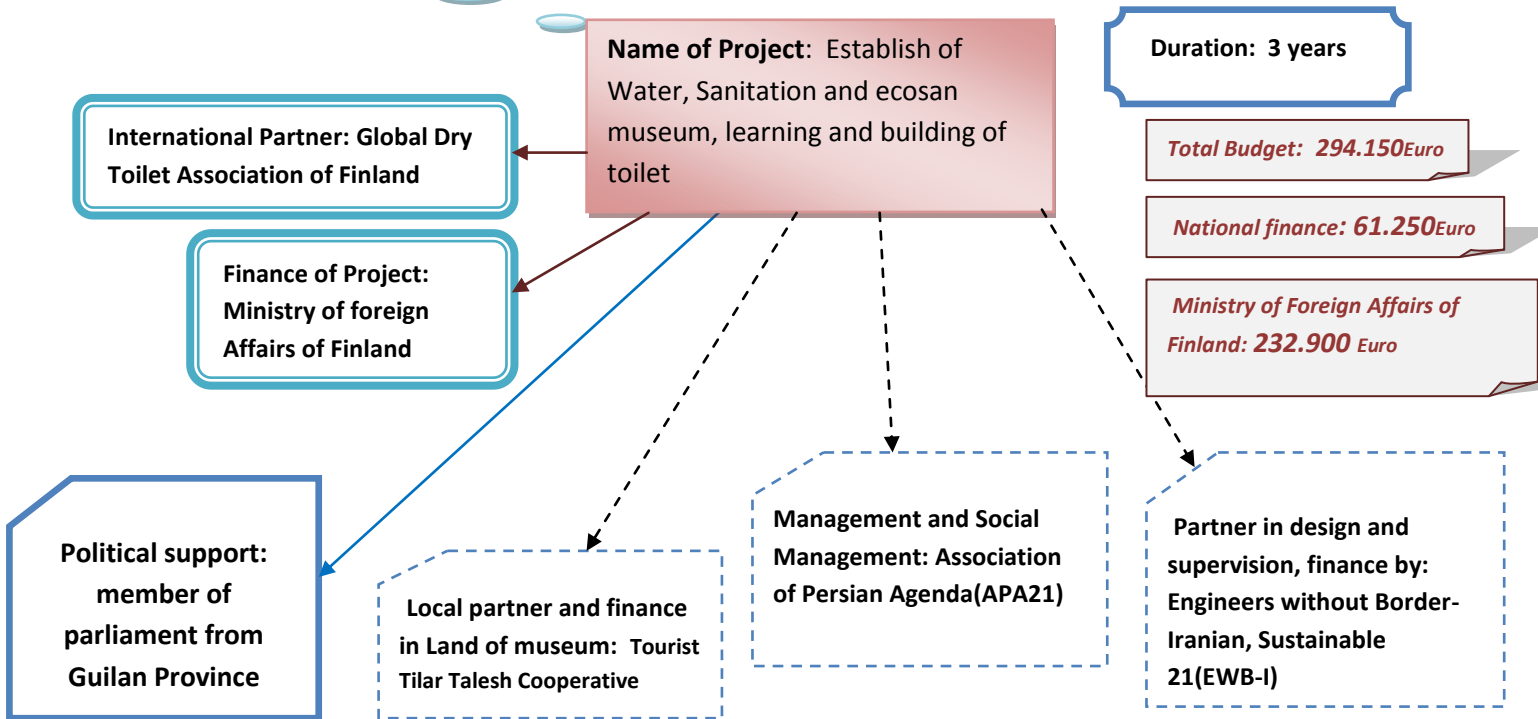 Name of Project: Establish of
Water, Sanitation and ecosan
museum, learning and building of
toilet
Duration: 3 years
International Partner: Global Dry
Toilet Association of Finland
Total Budget: 294.150Euro
National finance: 61.250Euro
Finance of Project:
Ministry of foreign
Affairs of Finland
Ministry of Foreign Affairs of
Finland: 232.900 Euro
Political support:
member of
parliament from
Guilan Province
Local partner and finance
in Land of museum: Tourist
Tilar Talesh Cooperative
Management and Social
Management: Association
of Persian Agenda(APA21)
Partner in design and
supervision, finance by:
Engineers without Border-
Iranian, Sustainable
21(EWB-I)